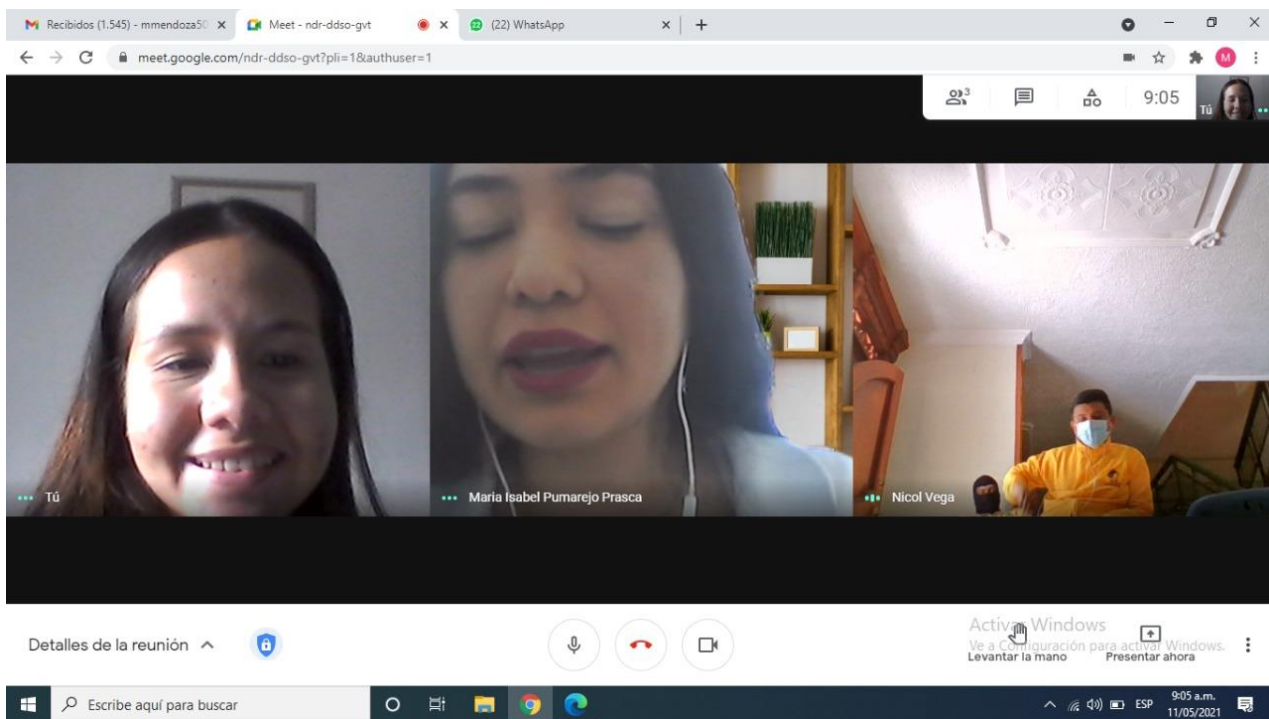 Recibidos (1.545) - mmendoza50
Meet - ndr-ddso-gvt
(22) WhatsApp
meet.google.com/ndr-ddso-gvt?pli=1&authuser=1
M
3
9:05
Tú
Tú
Maria Isabel Pumarejo Prasca
Nicol Vega
Detalles de la reunión
Activar Windows
Ve a Configuración para activar Windows.
Levantar la mano
Presentar ahora
Escribe aquí para buscar
ESP
9:05 a.m.
11/05/2021